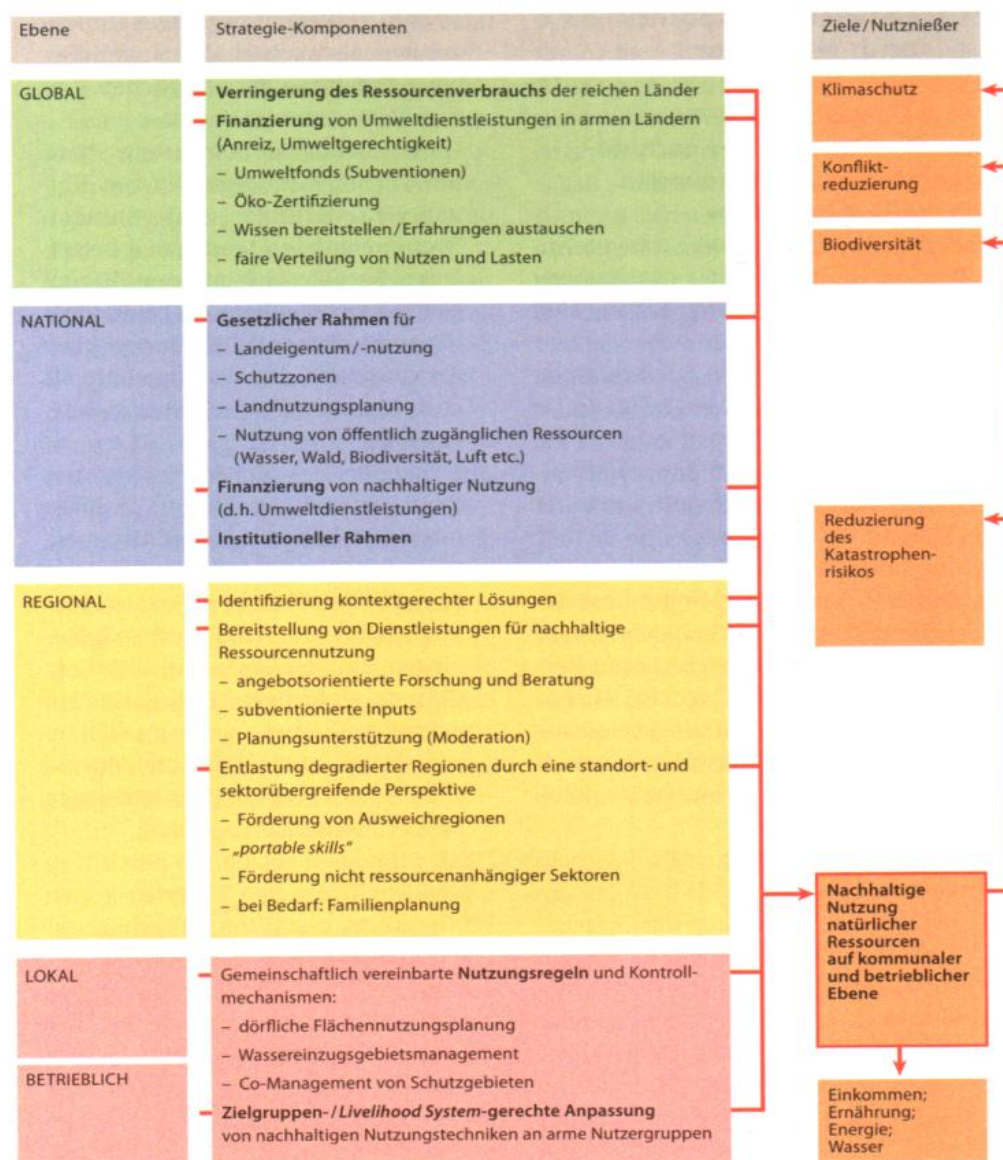 Ebene
Strategie-Komponenten
Ziele/Nutznießer
GLOBAL
– Verringerung des Ressourcenverbrauchs der reichen Länder
– Finanzierung von Umweltdienstleistungen in armen Ländern
(Anreiz, Umweltgerechtigkeit)
– Umweltfonds (Subventionen)
– Öko-Zertifizierung
– Wissen bereitstellen/Erfahrungen austauschen
– faire Verteilung von Nutzen und Lasten
Klimaschutz
Konflikt-
reduzierung
Biodiversität
NATIONAL
– Gesetzlicher Rahmen für
– Landeigentum/-nutzung
– Schutzzonen
– Landnutzungsplanung
– Nutzung von öffentlich zugänglichen Ressourcen
(Wasser, Wald, Biodiversität, Luft etc.)
– Finanzierung von nachhaltiger Nutzung
(d.h. Umweltdienstleistungen)
– Institutioneller Rahmen
Reduzierung
des
Katastrophen-
risikos
REGIONAL
– Identifizierung kontextgerechter Lösungen
– Bereitstellung von Dienstleistungen für nachhaltige
Ressourcennutzung
– angebotsorientierte Forschung und Beratung
– subventionierte Inputs
– Planungsunterstützung (Moderation)
– Entlastung degradierter Regionen durch eine standort- und
sektorübergreifende Perspektive
– Förderung von Ausweichregionen
– „portable skills“
– Förderung nicht ressourcenanhängiger Sektoren
– bei Bedarf: Familienplanung
Nachhaltige
Nutzung
natürlicher
Ressourcen
auf kommunaler
und betrieblicher
Ebene
LOKAL
– Gemeinschaftlich vereinbarte Nutzungsregeln und Kontroll-
mechanismen:
– dörfliche Flächennutzungsplanung
– Wassereinzugsgebietsmanagement
– Co-Management von Schutzgebieten
BETRIEBLICH
– Zielgruppen-/Livelihood System-gerechte Anpassung
von nachhaltigen Nutzungstechniken an arme Nutzergruppen
Einkommen;
Ernährung;
Energie;
Wasser